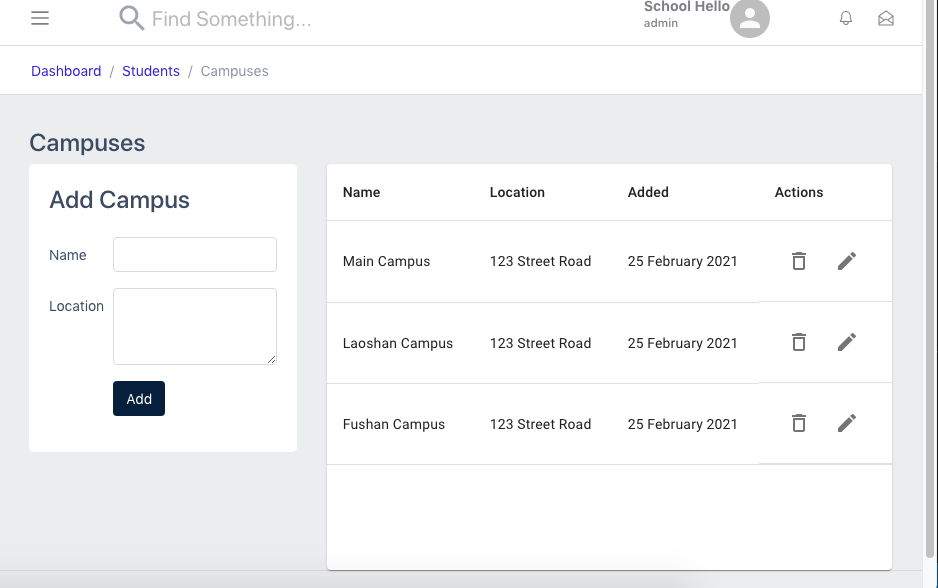 Find Something...
School Hello
admin
Dashboard / Students / Campuses
Campuses
Add Campus
Name
Location
Add
Name Location Added Actions
Main Campus 123 Street Road 25 February 2021
Laoshan Campus 123 Street Road 25 February 2021
Fushan Campus 123 Street Road 25 February 2021